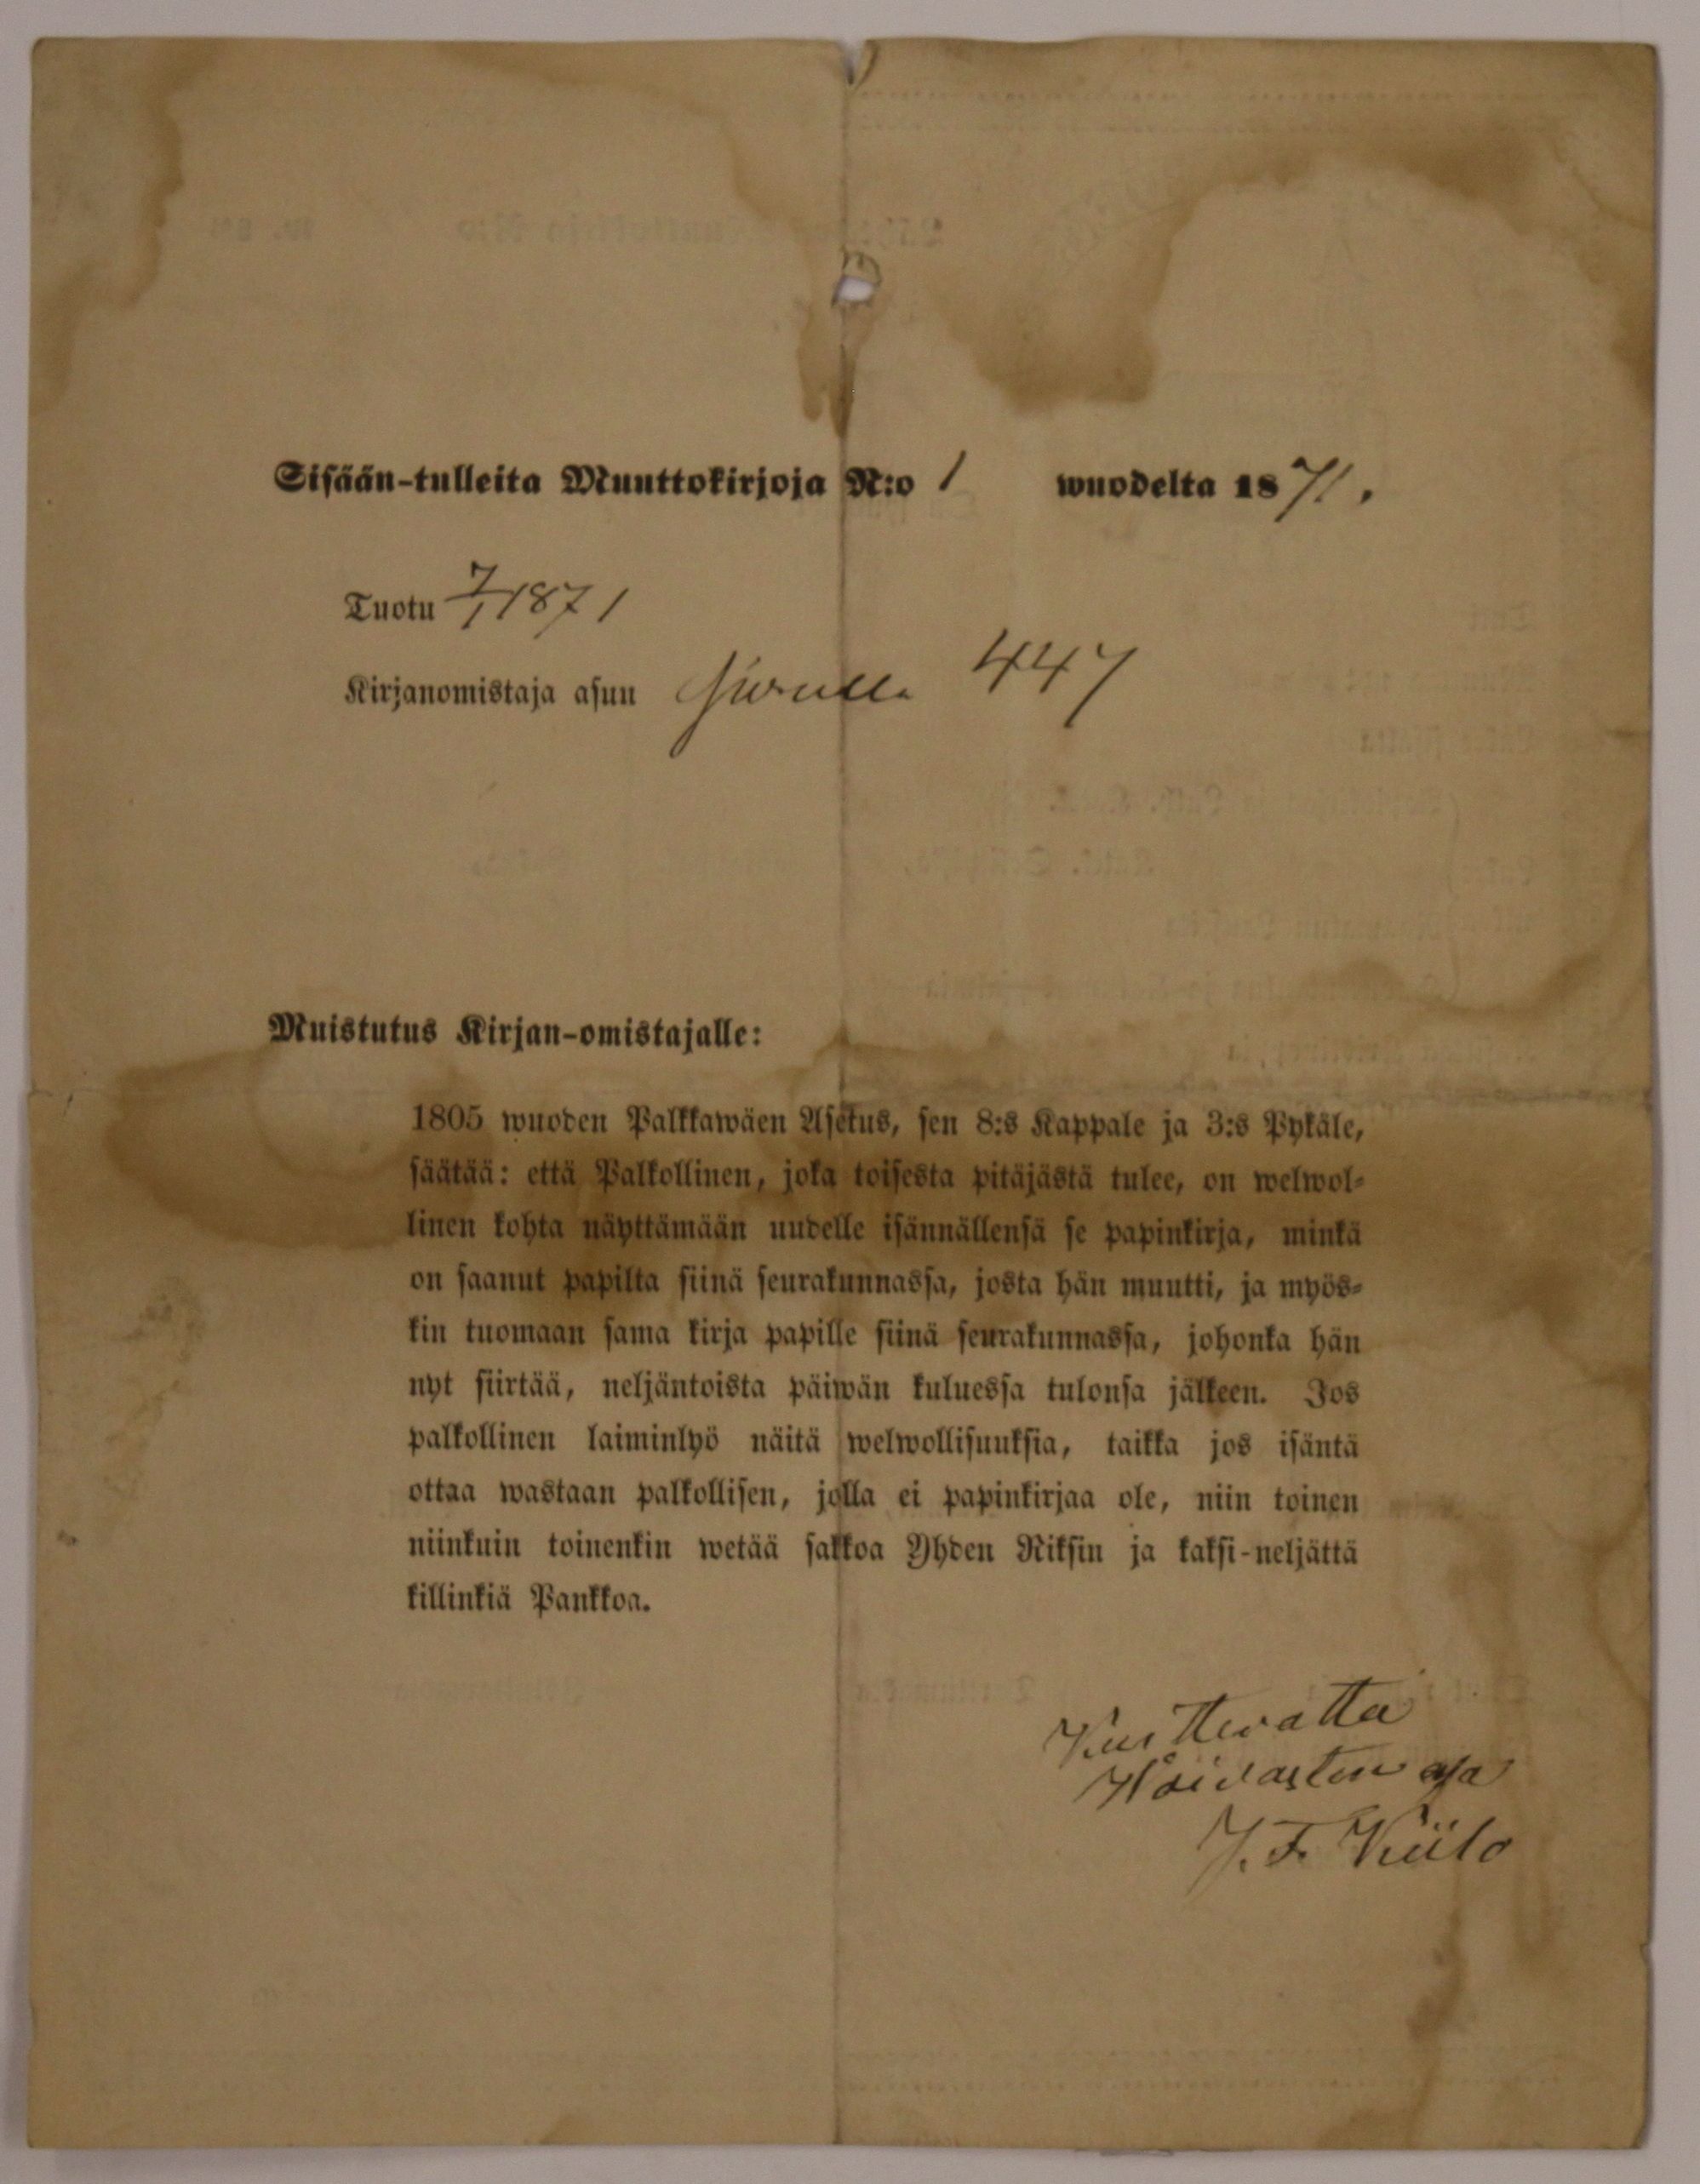 Sisään-tulleita Muuttokirjoja N:o 1 wuodelta 1871.
Tuotu 7/1 1871
Kirjanomistaja asuu 447
Muistutus Kirjan-omistajalle:
1805 wuoden Palkkawäen Asetus, sen 8:s Kappale ja 3:s Pykäle,
säätää: että Palkollinen, joka toisesta pitäjästä tulee, on welwol-
linen kohta näyttämään uudelle isännällensä se papinkirja, minkä
on saanut papilta siinä seurakunnassa, josta hän muutti, ja myös-
kin tuomaan sama kirja papille siinä seurakunnassa, johonka hän
nyt siirtää, neljäntoista päiwän kuluessa tulonsa jälkeen. Jos
palkollinen laiminlyö näitä welwollisuuksia, taikka jos isäntä
ottaa wastaan palkollisen, jolla ei papinkirjaa ole, niin toinen
niinkuin toinenkin wetää sakkoa Yhden Riksin ja kaksi-neljättä
killinkiä Pankkoa.
J. F.